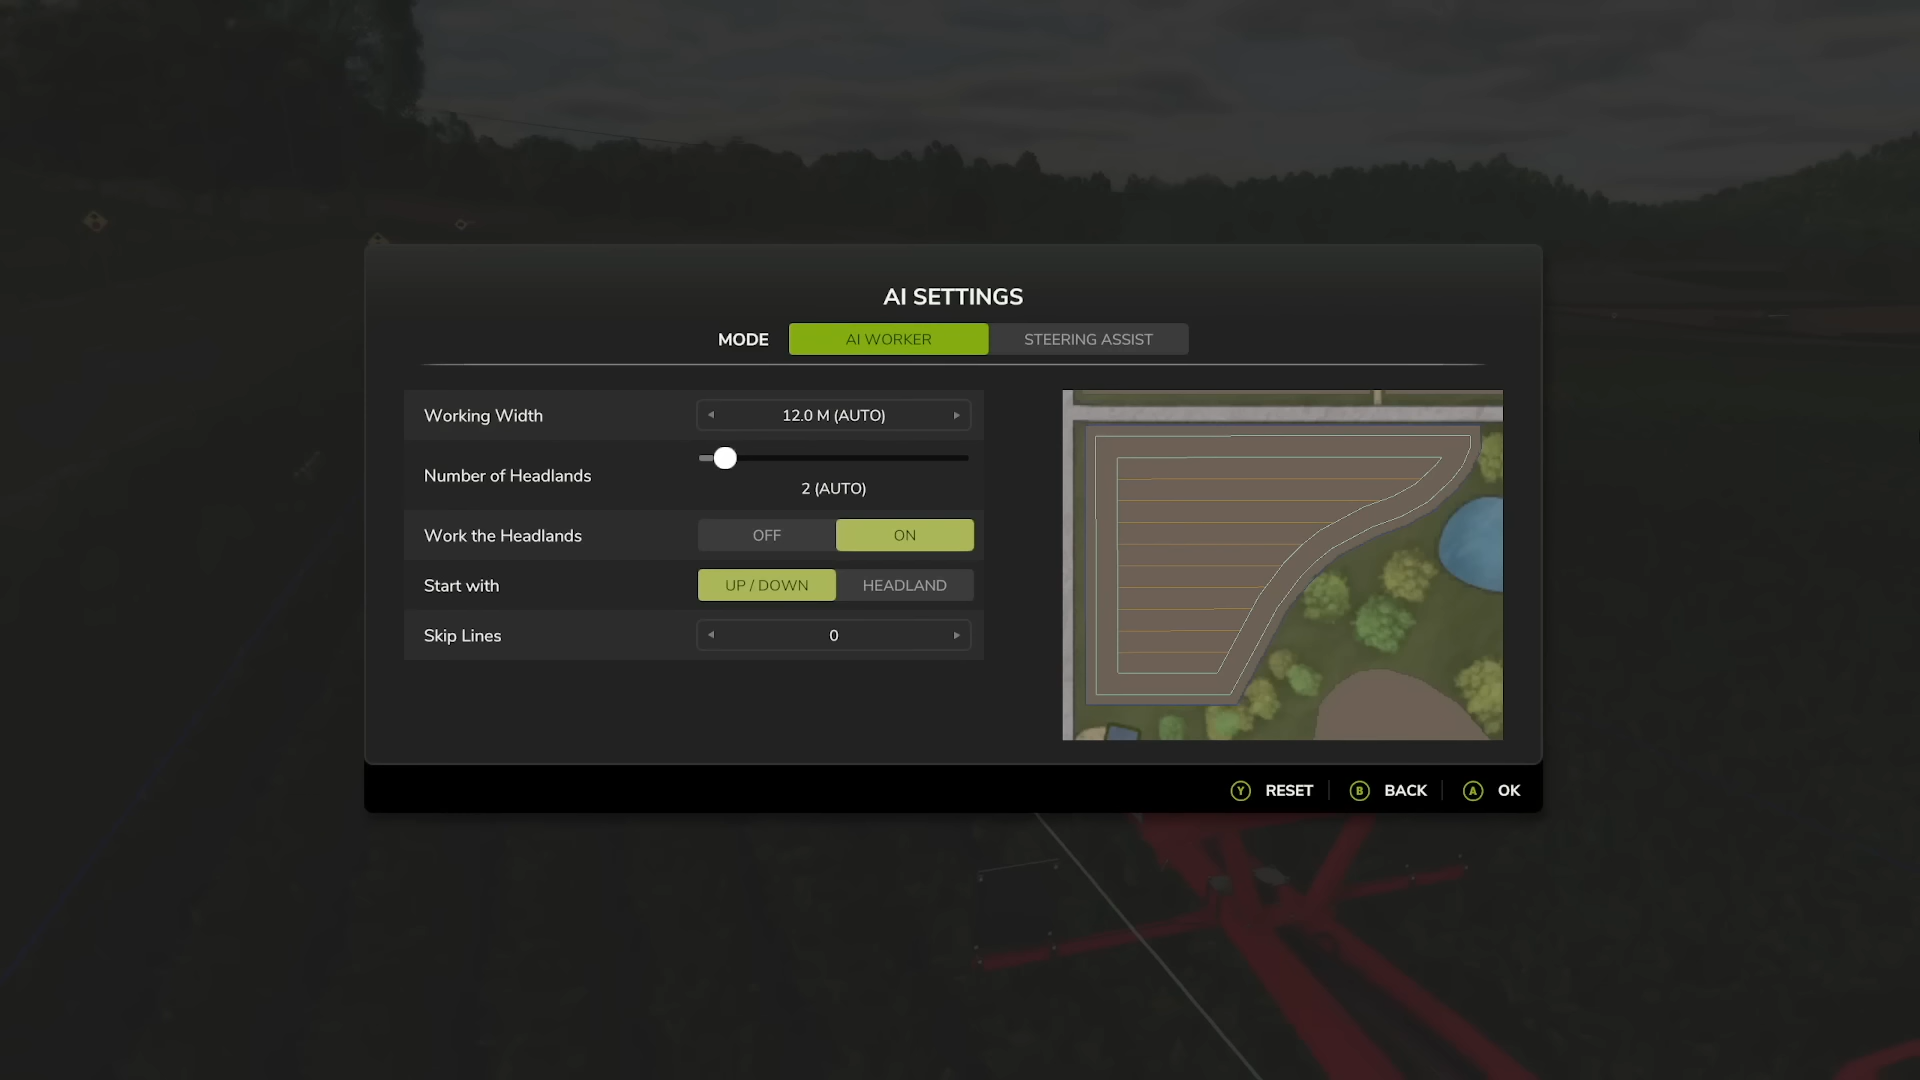 AI SETTINGS
MODE AI WORKER STEERING ASSIST
Working Width 12.0 M (AUTO)
Number of Headlands
2 (AUTO)
Work the Headlands OFF ON
Start with UP / DOWN HEADLAND
Skip Lines 0
Y RESET B BACK A OK